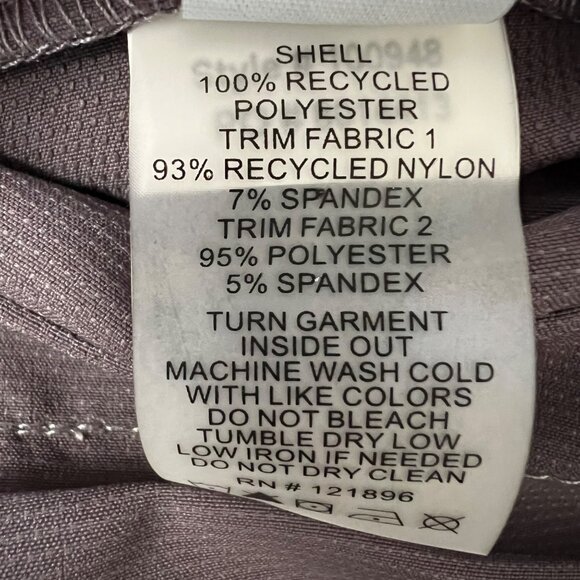 SHELL
100% RECYCLED
POLYESTER
TRIM FABRIC 1
93% RECYCLED NYLON
7% SPANDEX
TRIM FABRIC 2
95% POLYESTER
5% SPANDEX
TURN GARMENT
INSIDE OUT
MACHINE WASH COLD
WITH LIKE COLORS
DO NOT BLEACH
TUMBLE DRY LOW
LOW IRON IF NEEDED
DO NOT DRY CLEAN
RN # 121896